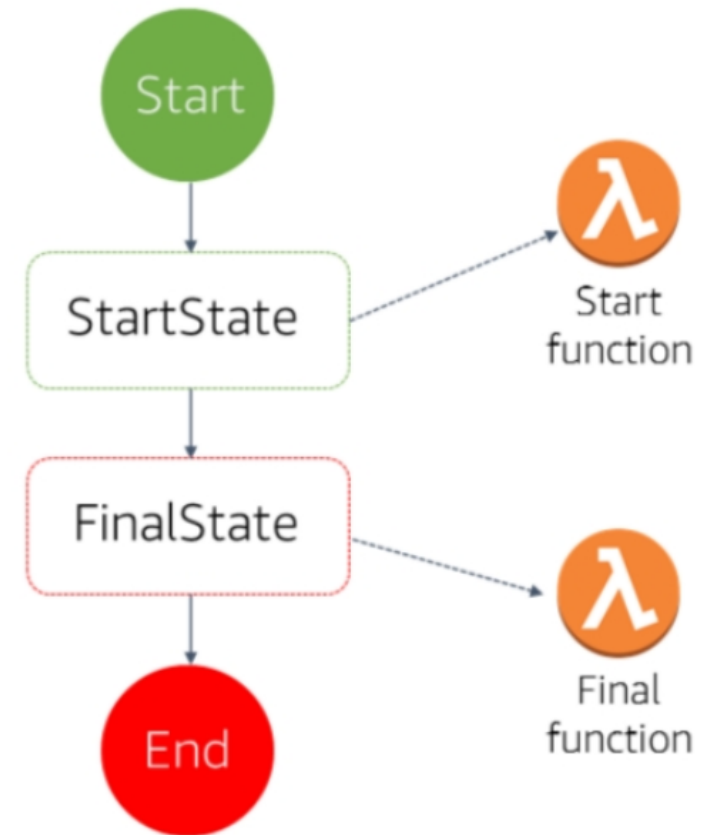 Start
StartState
Start
function
FinalState
Final
function
End